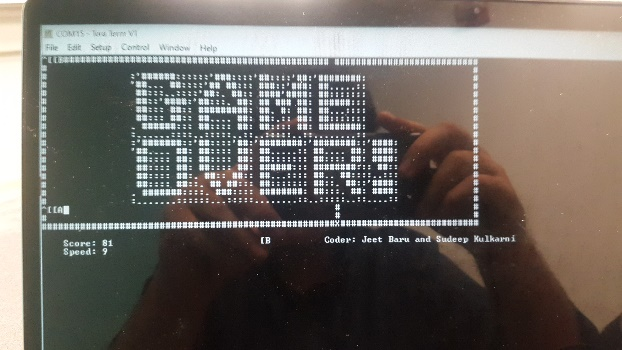 COM15 - Tera Term VT
File Edit Setup Control Window Help
^[[B
GAME
OVER!
^[[A
Score: 81 [B Coder: Jeet Baru and Sudeep Kulkarni
Speed: 9